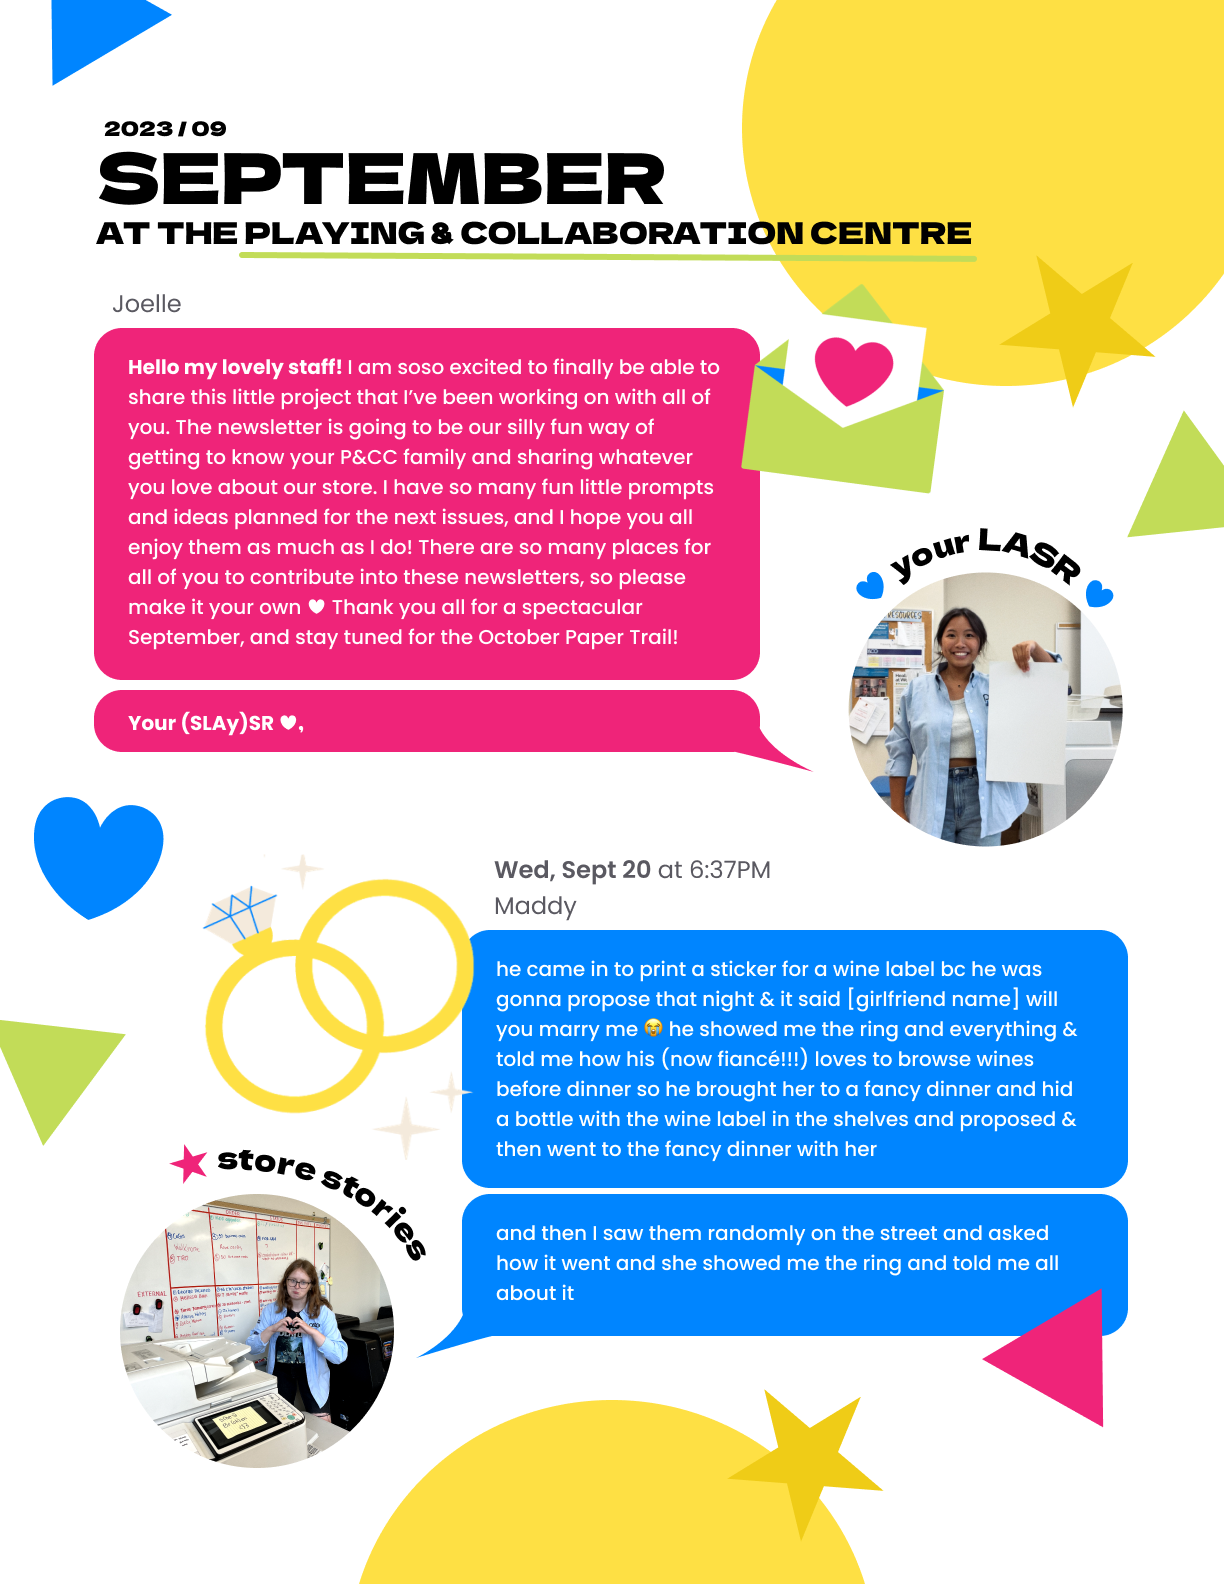 2023 / 09
SEPTEMBER
AT THE PLAYING & COLLABORATION CENTRE
Joelle
Hello my lovely staff! I am soso excited to finally be able to
share this little project that I've been working on with all of
you. The newsletter is going to be our silly fun way of
getting to know your P&CC family and sharing whatever
you love about our store. I have so many fun little prompts
and ideas planned for the next issues, and I hope you all
enjoy them as much as I do! There are so many places for
all of you to contribute into these newsletters, so please
make it your own 🤍 Thank you all for a spectacular
September, and stay tuned for the October Paper Trail!
Your (SLAy)SR 🤍,
your LASR
RESOURCES
Wed, Sept 20 at 6:37PM
Maddy
he came in to print a sticker for a wine label bc he was
gonna propose that night & it said [girlfriend name] will
you marry me 😭 he showed me the ring and everything &
told me how his (now fiancé!!!) loves to browse wines
before dinner so he brought her to a fancy dinner and hid
a bottle with the wine label in the shelves and proposed &
then went to the fancy dinner with her
store stories
EXTERNAL
and then I saw them randomly on the street and asked
how it went and she showed me the ring and told me all
about it